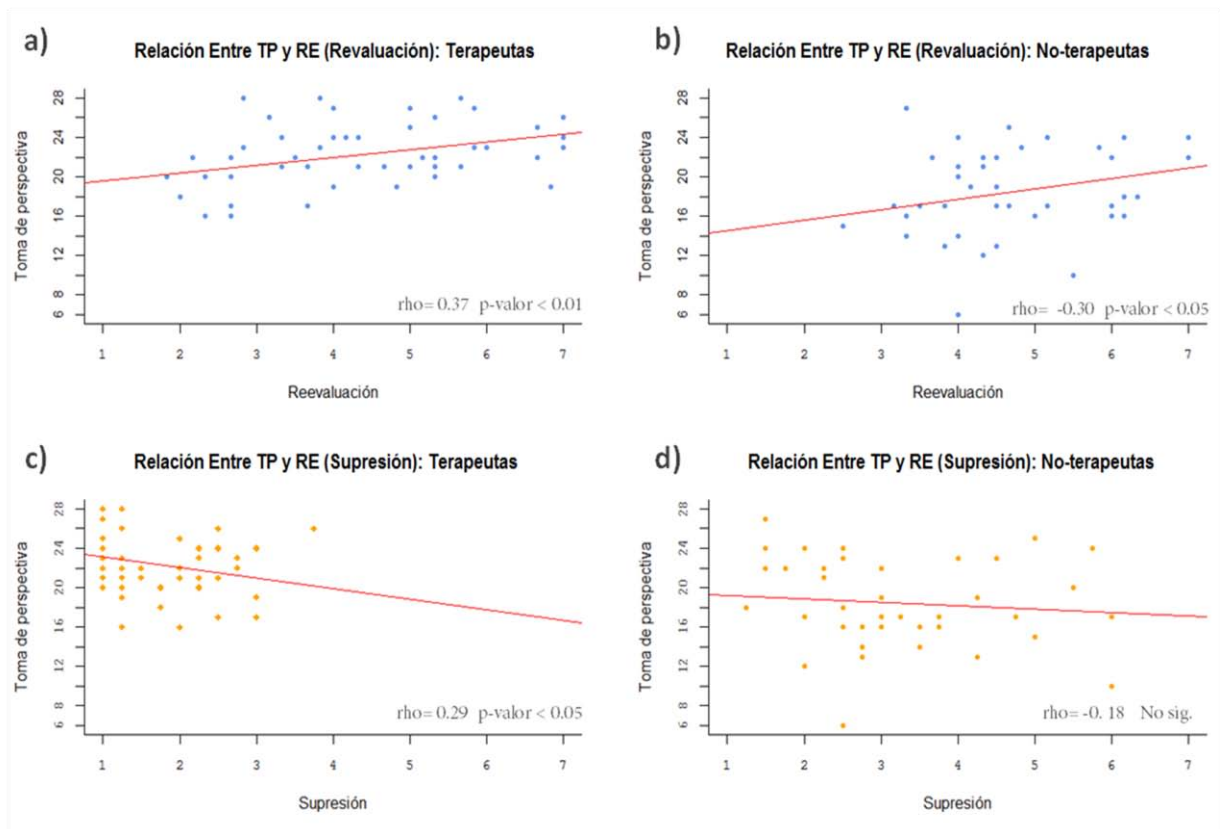 a)
Relación Entre TP y RE (Revaluación): Terapeutas
Toma de perspectiva
28
24
20
16
12
8
6
rho= 0.37 p-valor < 0.01
1 2 3 4 5 6 7
Reevaluación
b)
Relación Entre TP y RE (Revaluación): No-terapeutas
Toma de perspectiva
28
24
20
16
12
8
6
rho= -0.30 p-valor < 0.05
1 2 3 4 5 6 7
Reevaluación
c)
Relación Entre TP y RE (Supresión): Terapeutas
Toma de perspectiva
28
24
20
16
12
8
6
rho= 0.29 p-valor < 0.05
1 2 3 4 5 6 7
Supresión
d)
Relación Entre TP y RE (Supresión): No-terapeutas
Toma de perspectiva
28
24
20
16
12
8
6
rho= -0. 18 No sig.
1 2 3 4 5 6 7
Supresión